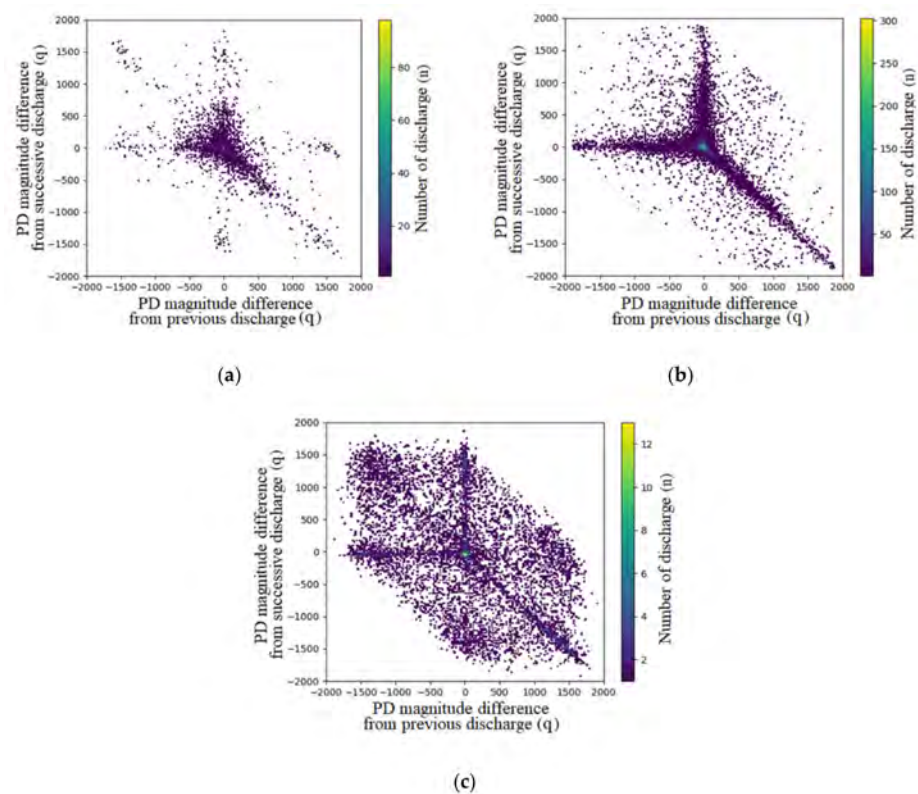 2000
1500
1000
500
0
−500
−1000
−1500
−2000
−2000 −1500 −1000 −500 0 500 1000 1500 2000
PD magnitude difference
from successive discharge (q)
PD magnitude difference
from previous discharge (q)
80
60
40
20
Number of discharge (n)
(a)
2000
1500
1000
500
0
−500
−1000
−1500
−2000
−2000 −1500 −1000 −500 0 500 1000 1500 2000
PD magnitude difference
from successive discharge (q)
PD magnitude difference
from previous discharge (q)
300
250
200
150
100
50
Number of discharge (n)
(b)
2000
1500
1000
500
0
−500
−1000
−1500
−2000
−2000 −1500 −1000 −500 0 500 1000 1500 2000
PD magnitude difference
from successive discharge (q)
PD magnitude difference
from previous discharge (q)
12
10
8
6
4
2
Number of discharge (n)
(c)